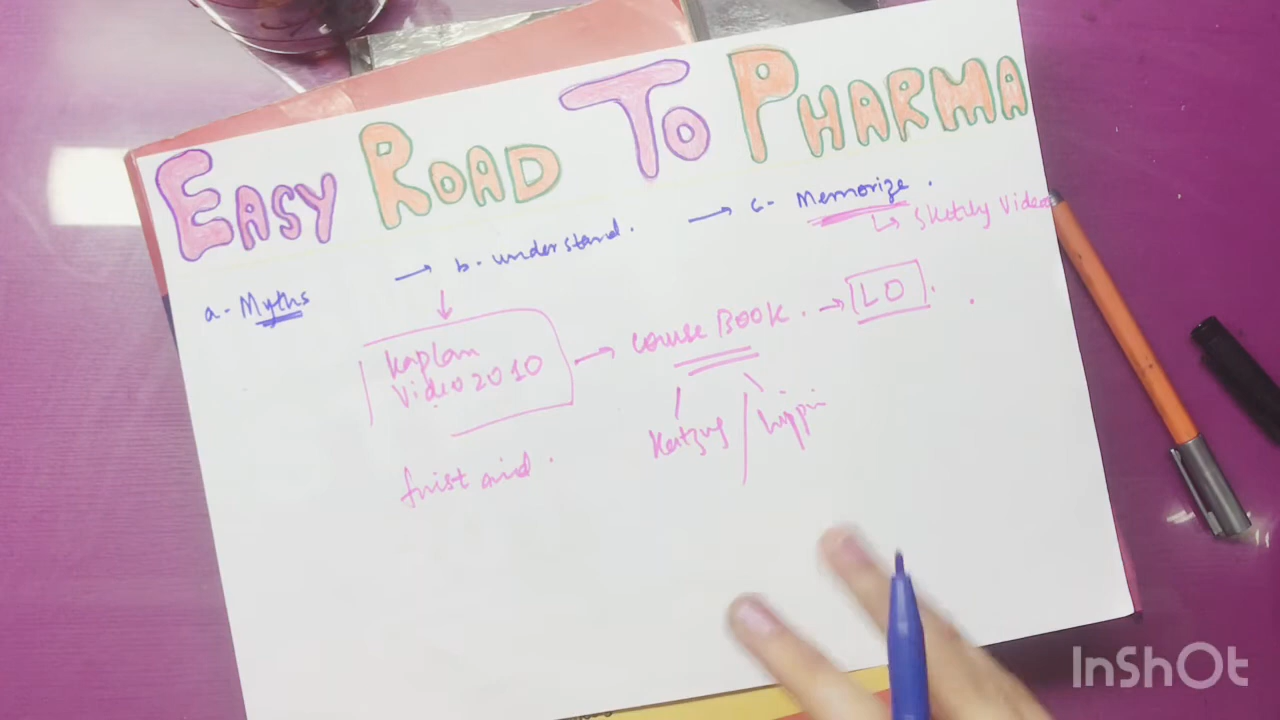 EASY ROAD TO PHARMA
a- Myths
→ b. understand.
→ c- Memorize.
↳ Sketchy Videos
Kaplan
Video 2010
→ course BOOK. → LO.
Katzung / Lippin
first aid.
InShOt